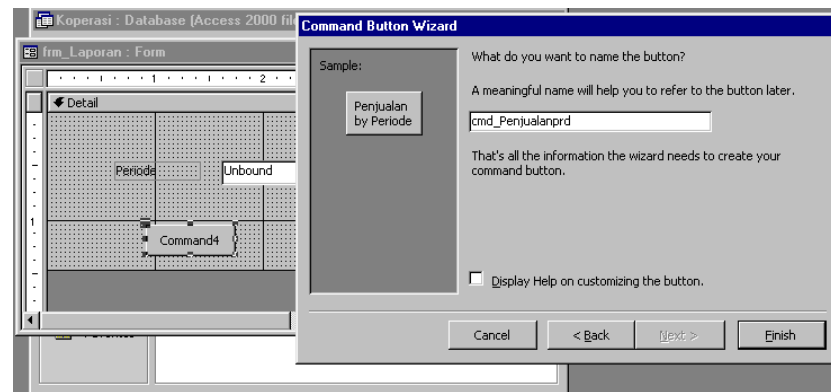 Koperasi : Database (Access 2000 fil
frm_Laporan : Form
1
2
Detail
Periode
Unbound
1
Command4
Command Button Wizard
Sample:
Penjualan
by Periode
What do you want to name the button?
A meaningful name will help you to refer to the button later.
cmd_Penjualanprd
That's all the information the wizard needs to create your
command button.
Display Help on customizing the button.
Cancel
< Back
Next >
Finish